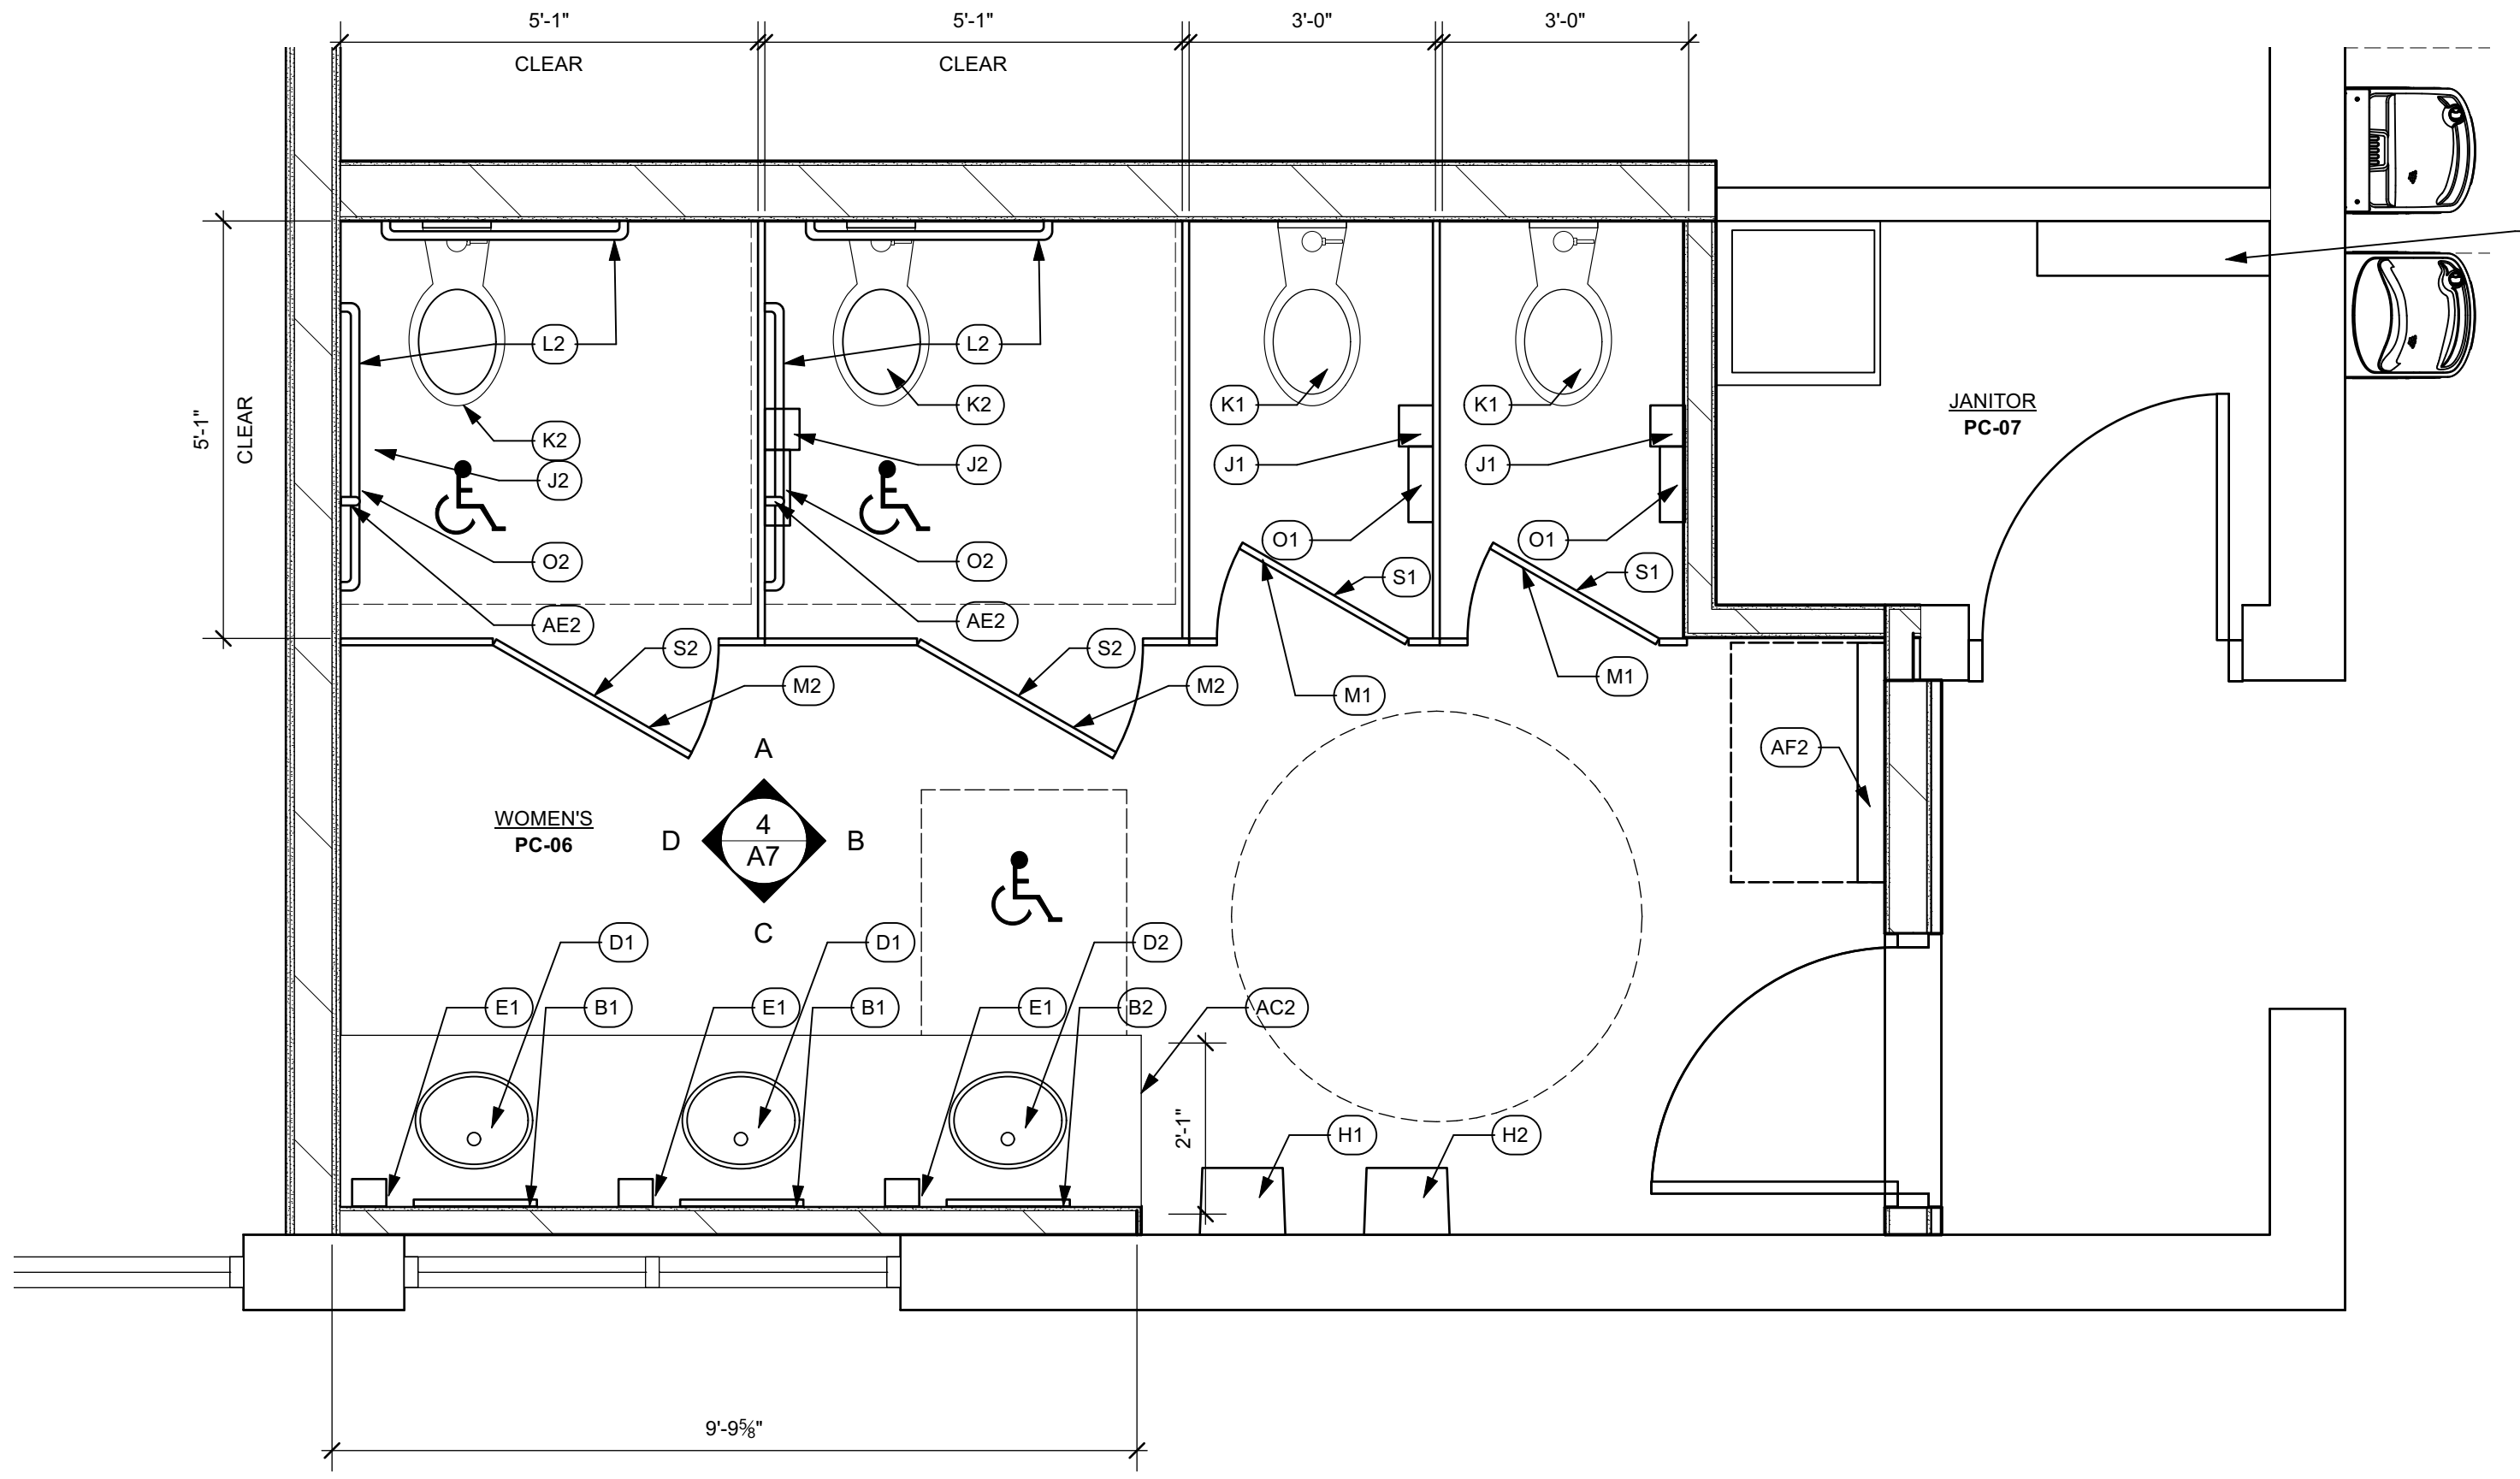 5'-1"
5'-1"
3'-0"
3'-0"
CLEAR
CLEAR
5'-1"
CLEAR
L2
L2
K2
K1
K1
JANITOR
PC-07
K2
J2
J2
J1
J1
O2
O2
O1
O1
S1
S1
AE2
AE2
S2
S2
M2
M2
M1
M1
A
AF2
WOMEN'S
PC-06
D
4
A7
B
C
D1
D1
D2
E1
B1
E1
B1
E1
B2
AC2
2'-1"
H1
H2
9'-9⅝"